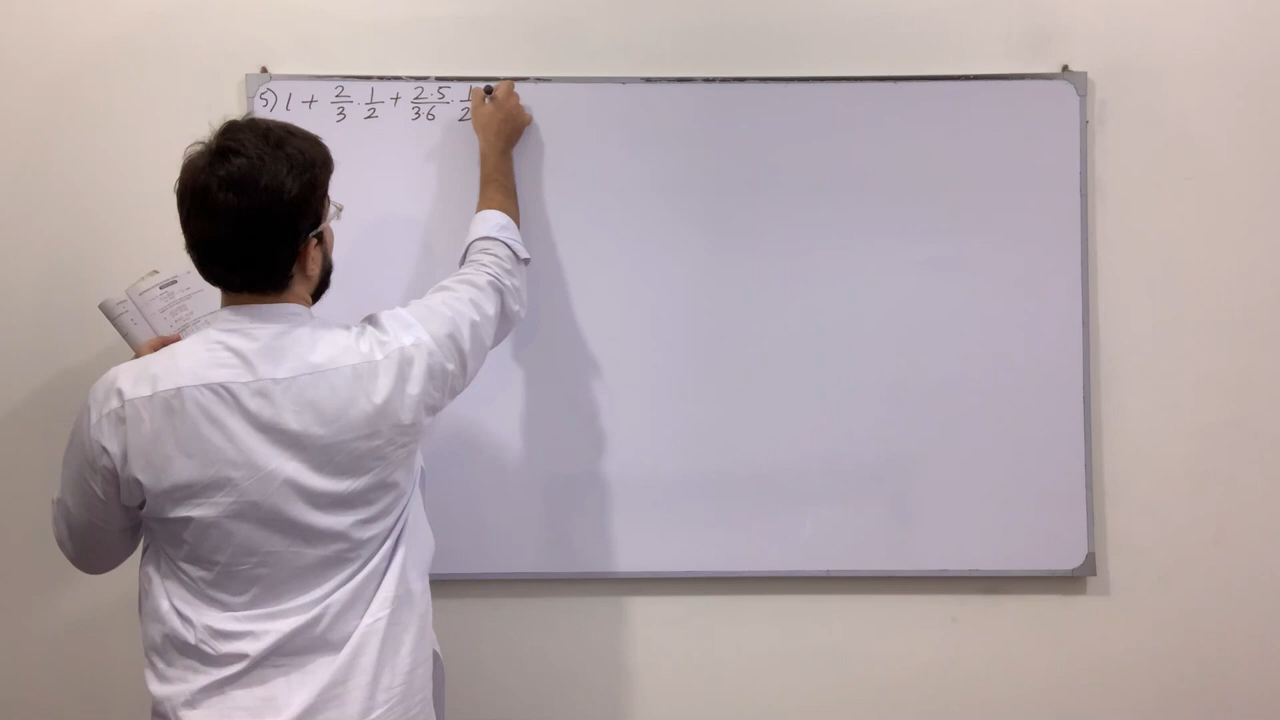 5) 1 + 2/3 · 1/2 + 2·5/3·6 · 1/2